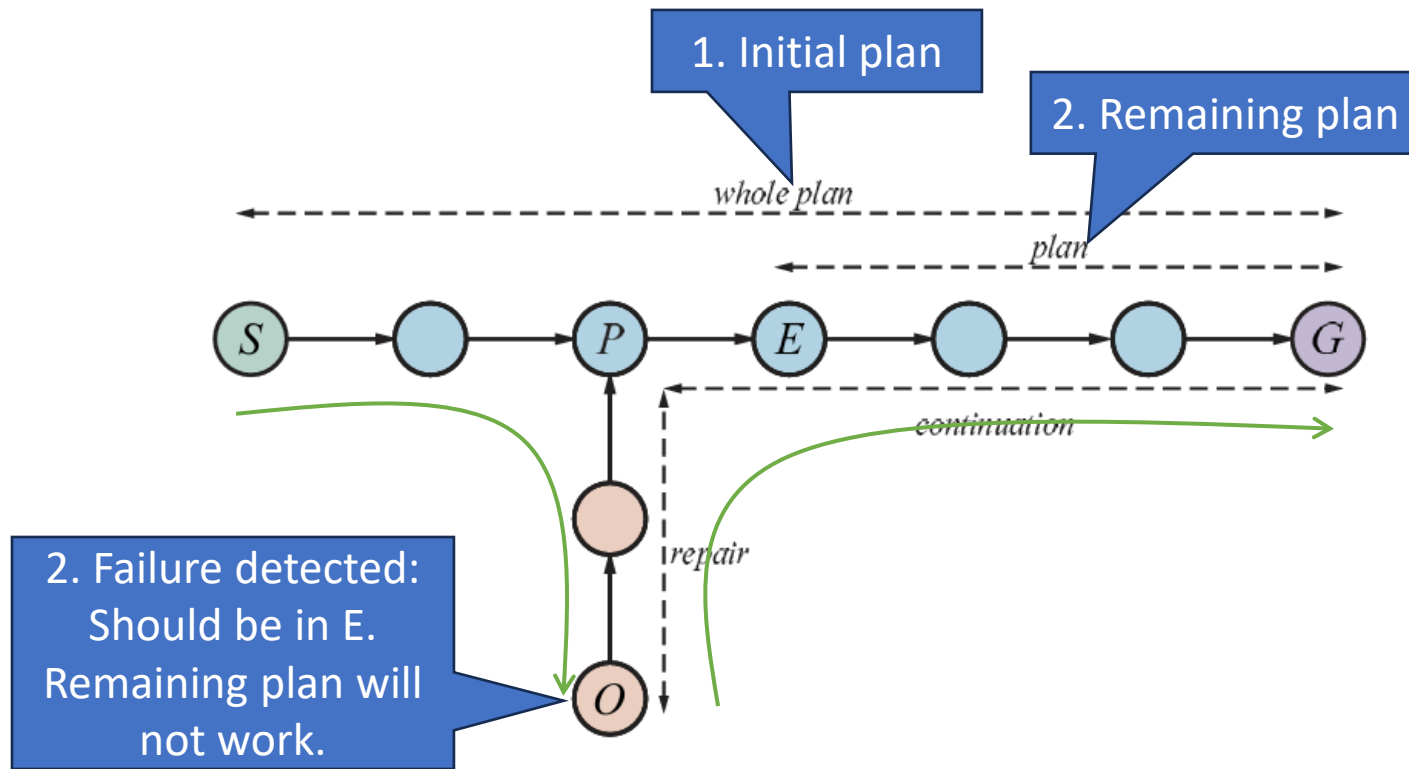 1. Initial plan
2. Remaining plan
whole plan
plan
S
P
E
G
continuation
repair
2. Failure detected:
Should be in E.
Remaining plan will
not work.
O